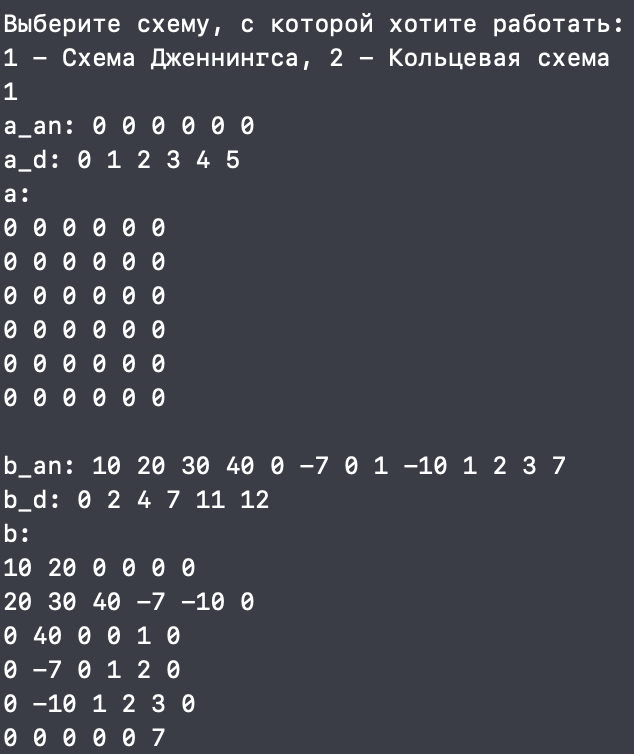 Выберите схему, с которой хотите работать:
1 – Схема Дженнингса, 2 – Кольцевая схема
1
a_an: 0 0 0 0 0 0
a_d: 0 1 2 3 4 5
a:
0 0 0 0 0 0
0 0 0 0 0 0
0 0 0 0 0 0
0 0 0 0 0 0
0 0 0 0 0 0
0 0 0 0 0 0
b_an: 10 20 30 40 0 -7 0 1 -10 1 2 3 7
b_d: 0 2 4 7 11 12
b:
10 20 0 0 0 0
20 30 40 -7 -10 0
0 40 0 0 1 0
0 -7 0 1 2 0
0 -10 1 2 3 0
0 0 0 0 0 7